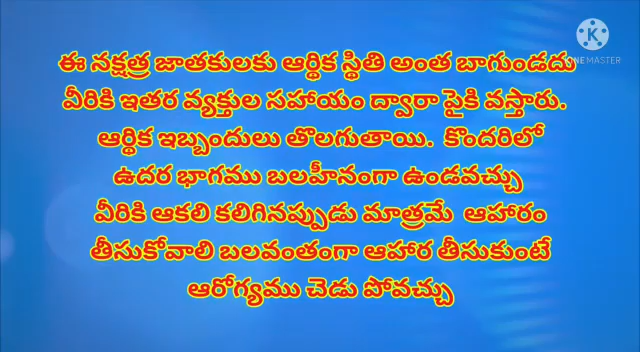 ఈ నక్షత్ర జాతకులకు ఆర్థిక స్థితి అంత బాగుండదు
వీరికి ఇతర వ్యక్తుల సహాయం ద్వారా పైకి వస్తారు.
ఆర్థిక ఇబ్బందులు తొలగుతాయి. కొందరిలో
ఉదర భాగము బలహీనంగా ఉండవచ్చు
వీరికి ఆకలి కలిగినప్పుడు మాత్రమే ఆహారం
తీసుకోవాలి బలవంతంగా ఆహార తీసుకుంటే
ఆరోగ్యము చెడు పోవచ్చు
K